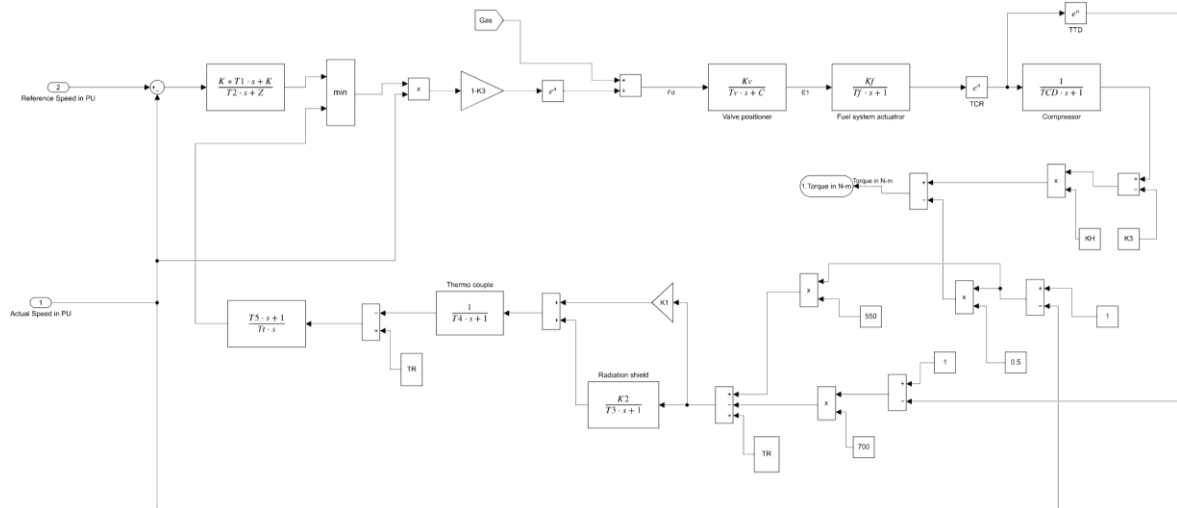 Gas
e^x
TTD
2
Reference Speed in PU
+
-
K * T1 · s + K
T2 · s + Z
min
x
1-K3
e^x
+
+
Fd
Kv
Tv · s + C
Valve positioner
E1
Kf
Tf · s + 1
Fuel system actuatror
e^x
TCR
1
TCD · s + 1
Compressor
1.Torque in N-m
Torque in N-m
+
−
x
+
−
KH
K3
1
Actual Speed in PU
T5 · s + 1
Tt · s
−
+
TR
Thermo couple
1
T4 · s + 1
+
+
K1
x
550
x
+
−
1
0.5
Radiation shield
K2
T3 · s + 1
+
−
+
TR
x
700
+
−
1